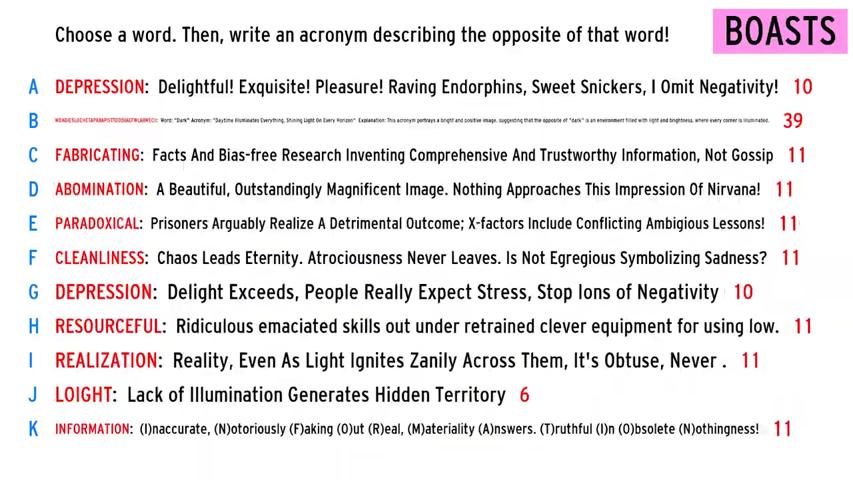 Choose a word. Then, write an acronym describing the opposite of that word!
BOASTS
A DEPRESSION: Delightful! Exquisite! Pleasure! Raving Endorphins, Sweet Snickers, I Omit Negativity! 10
B Word: "Dark" Acronym: "Daytime Illuminates Everything, Shining Light On Every Horizon" Explanation: This acronym portrays a bright and positive image, suggesting that the opposite of "dark" is an environment filled with light and brightness, where every corner is illuminated. 39
C FABRICATING: Facts And Bias-free Research Inventing Comprehensive And Trustworthy Information, Not Gossip 11
D ABOMINATION: A Beautiful, Outstandingly Magnificent Image. Nothing Approaches This Impression Of Nirvana! 11
E PARADOXICAL: Prisoners Arguably Realize A Detrimental Outcome; X-factors Include Conflicting Ambigious Lessons! 11
F CLEANLINESS: Chaos Leads Eternity. Atrociousness Never Leaves. Is Not Egregious Symbolizing Sadness? 11
G DEPRESSION: Delight Exceeds, People Really Expect Stress, Stop Ions of Negativity 10
H RESOURCEFUL: Ridiculous emaciated skills out under retrained clever equipment for using low. 11
I REALIZATION: Reality, Even As Light Ignites Zanily Across Them, It's Obtuse, Never . 11
J LOIGHT: Lack of Illumination Generates Hidden Territory 6
K INFORMATION: (I)naccurate, (N)otoriously (F)aking (O)ut (R)eal, (M)ateriality (A)nswers. (T)ruthful (I)n (O)bsolete (N)othingness! 11